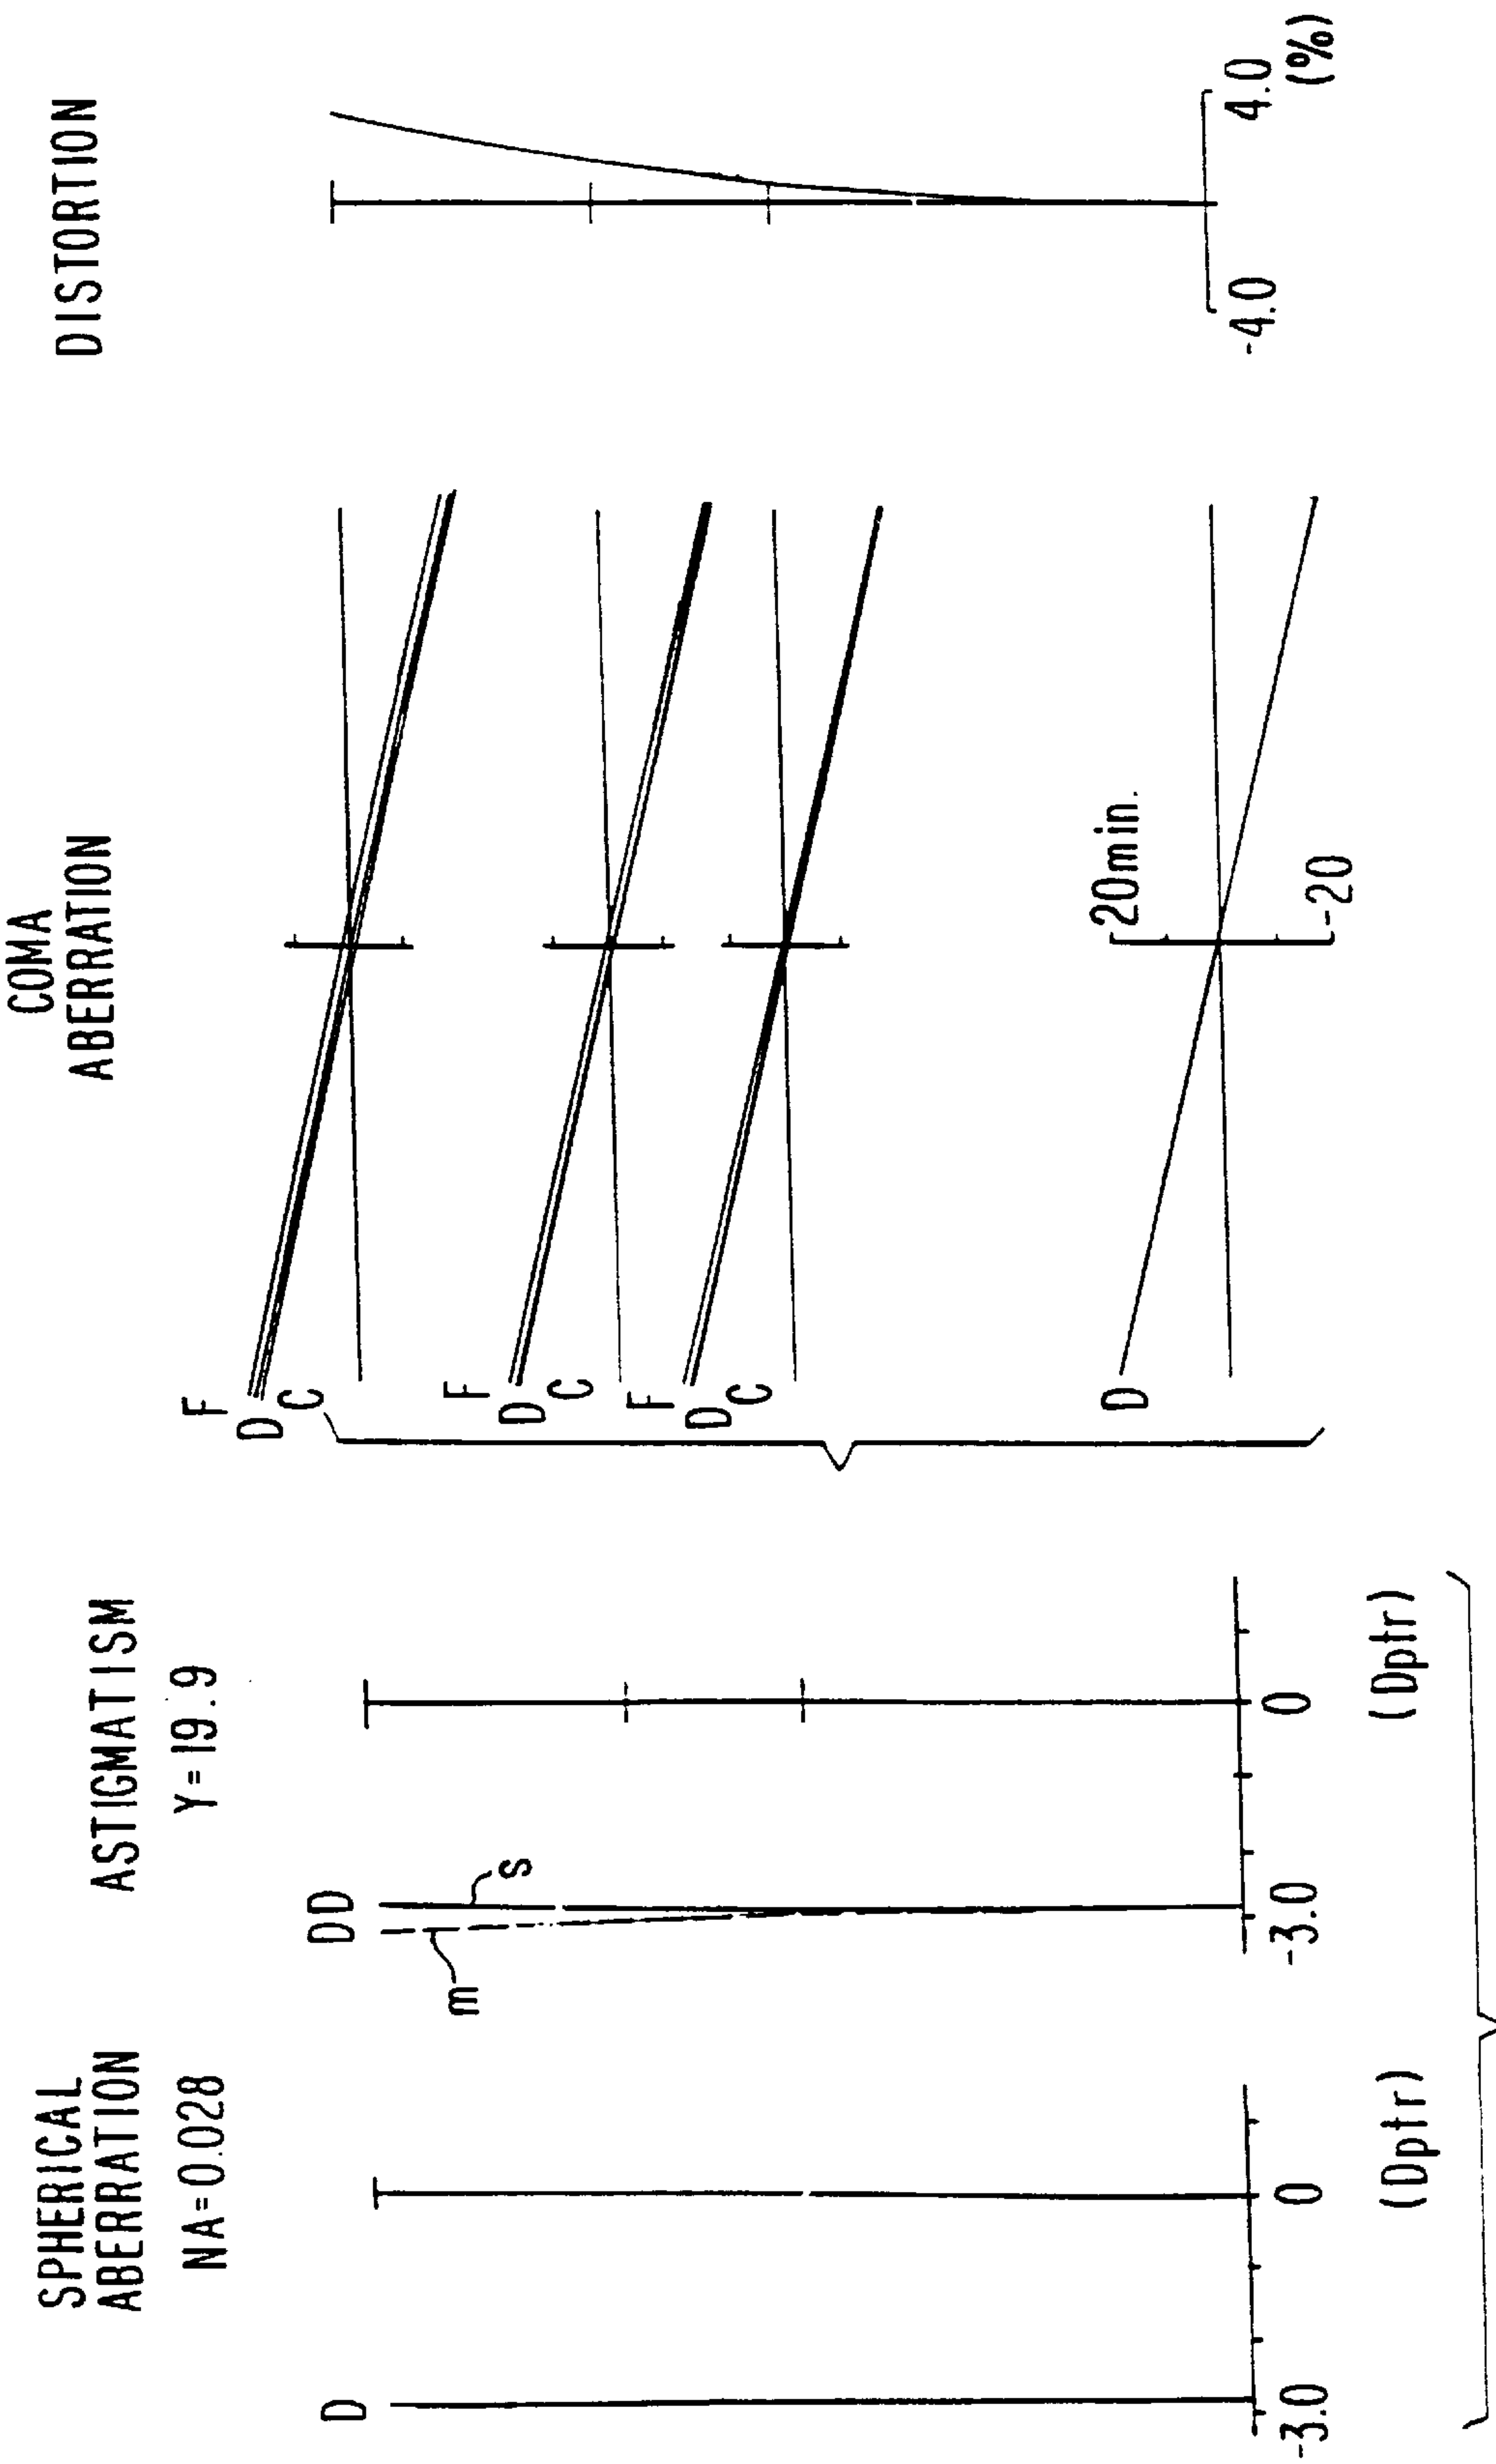 SPHERICAL
ABERRATION
NA=0.028
D
-3.0
0
(Dptr)
ASTIGMATISM
Y=19.9
D D
m
s
-3.0
0
(Dptr)
COMA
ABERRATION
F
D
C
F
D
C
F
D
C
D
20min.
-20
DISTORTION
-4.0
4.0
(%)